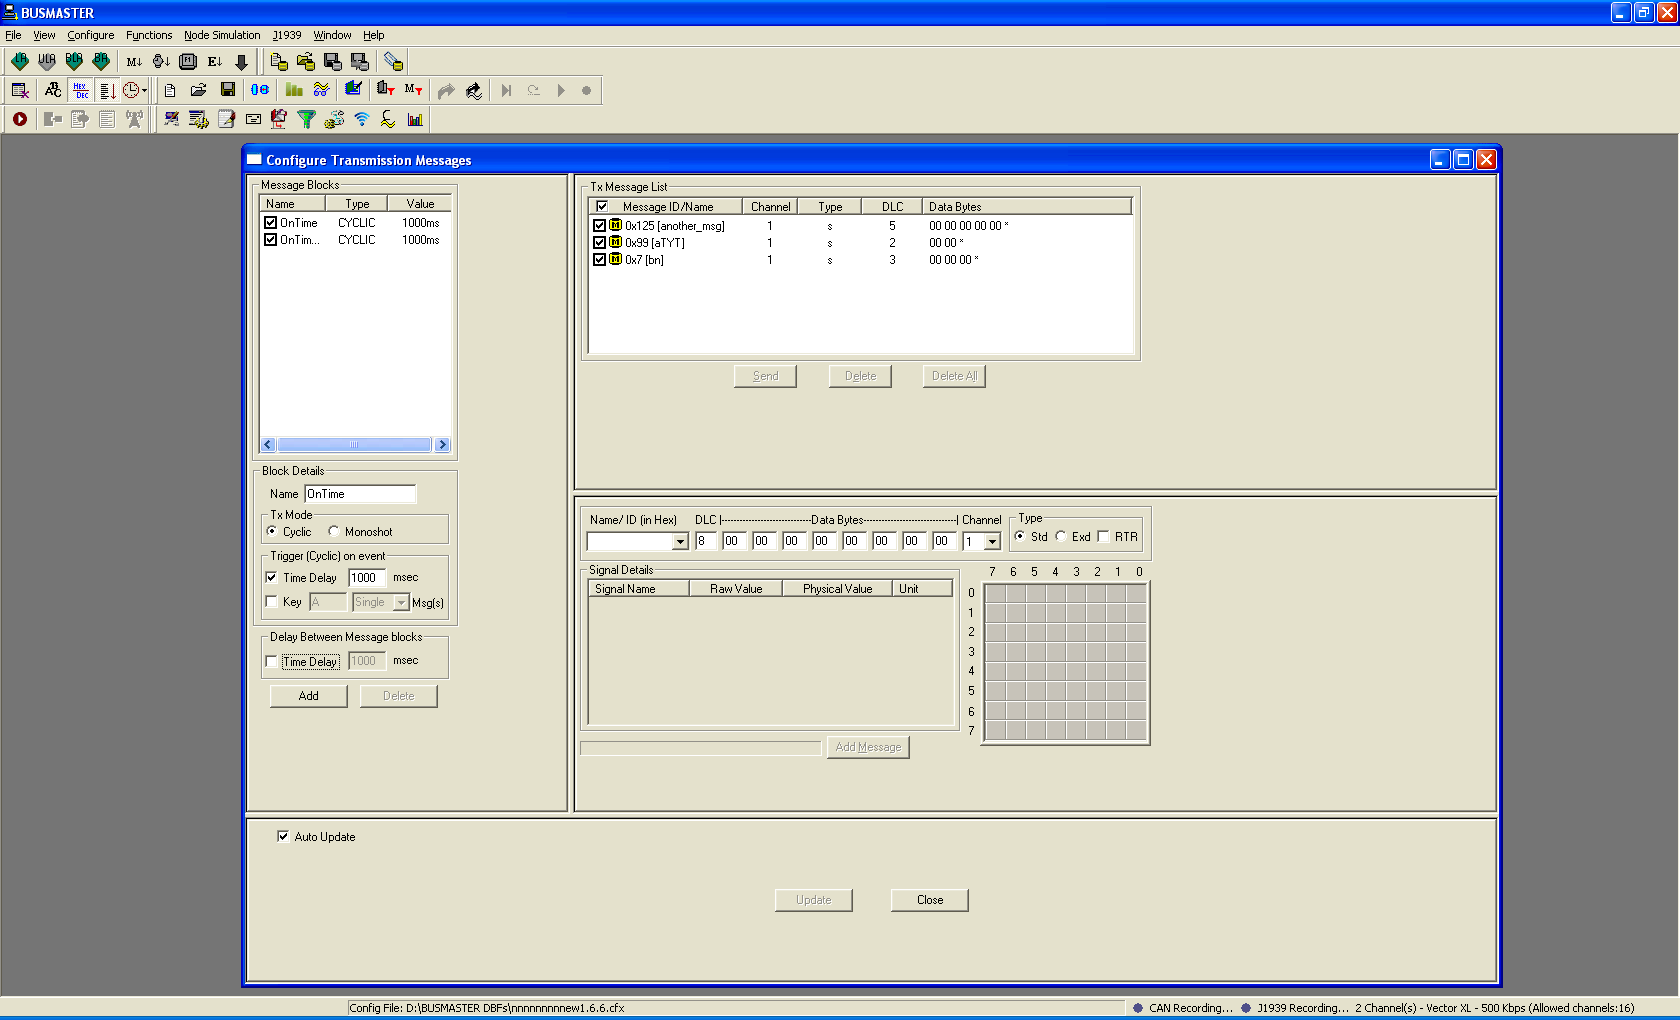 BUSMASTER
File View Configure Functions Node Simulation J1939 Window Help
Configure Transmission Messages
Message Blocks
Name Type Value
OnTime CYCLIC 1000ms
OnTim... CYCLIC 1000ms
Block Details
Name OnTime
Tx Mode
Cyclic Monoshot
Trigger (Cyclic) on event
Time Delay 1000 msec
Key A Single Msg(s)
Delay Between Message blocks
Time Delay 1000 msec
Add Delete
Tx Message List
Message ID/Name Channel Type DLC Data Bytes
0x125 [another_msg] 1 s 5 00 00 00 00 00 *
0x99 [aTYT] 1 s 2 00 00 *
0x7 [bn] 1 s 3 00 00 00 *
Send Delete Delete All
Name/ ID (in Hex) DLC |----------------------------Data Bytes-----------------------------| Channel Type
8 00 00 00 00 00 00 00 00 1 Std Exd RTR
Signal Details
Signal Name Raw Value Physical Value Unit
7 6 5 4 3 2 1 0
0
1
2
3
4
5
6
7
Add Message
Auto Update
Update Close
Config File: D:\BUSMASTER DBFs\nnnnnnnnnew1.6.6.cfx CAN Recording... J1939 Recording... 2 Channel(s) - Vector XL - 500 Kbps (Allowed channels:16)